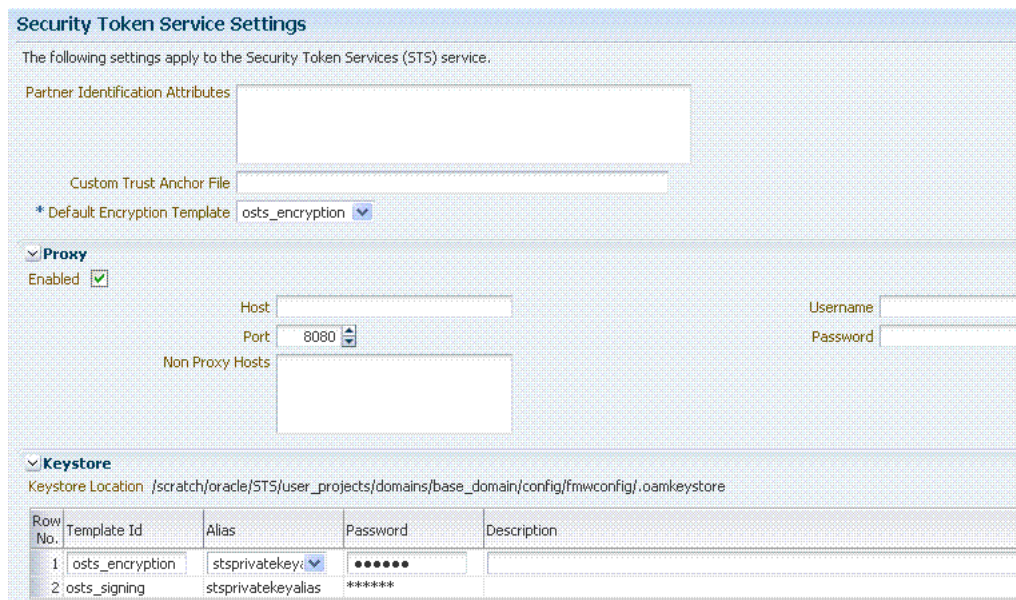 Security Token Service Settings
The following settings apply to the Security Token Services (STS) service.
Partner Identification Attributes
Custom Trust Anchor File
* Default Encryption Template osts_encryption
Proxy
Enabled
Host Username
Port 8080 Password
Non Proxy Hosts
Keystore
Keystore Location /scratch/oracle/STS/user_projects/domains/base_domain/config/fmwconfig/.oamkeystore
Row No. Template Id Alias Password Description
1 osts_encryption stsprivatekeya ●●●●●●
2 osts_signing stsprivatekeyalias ******